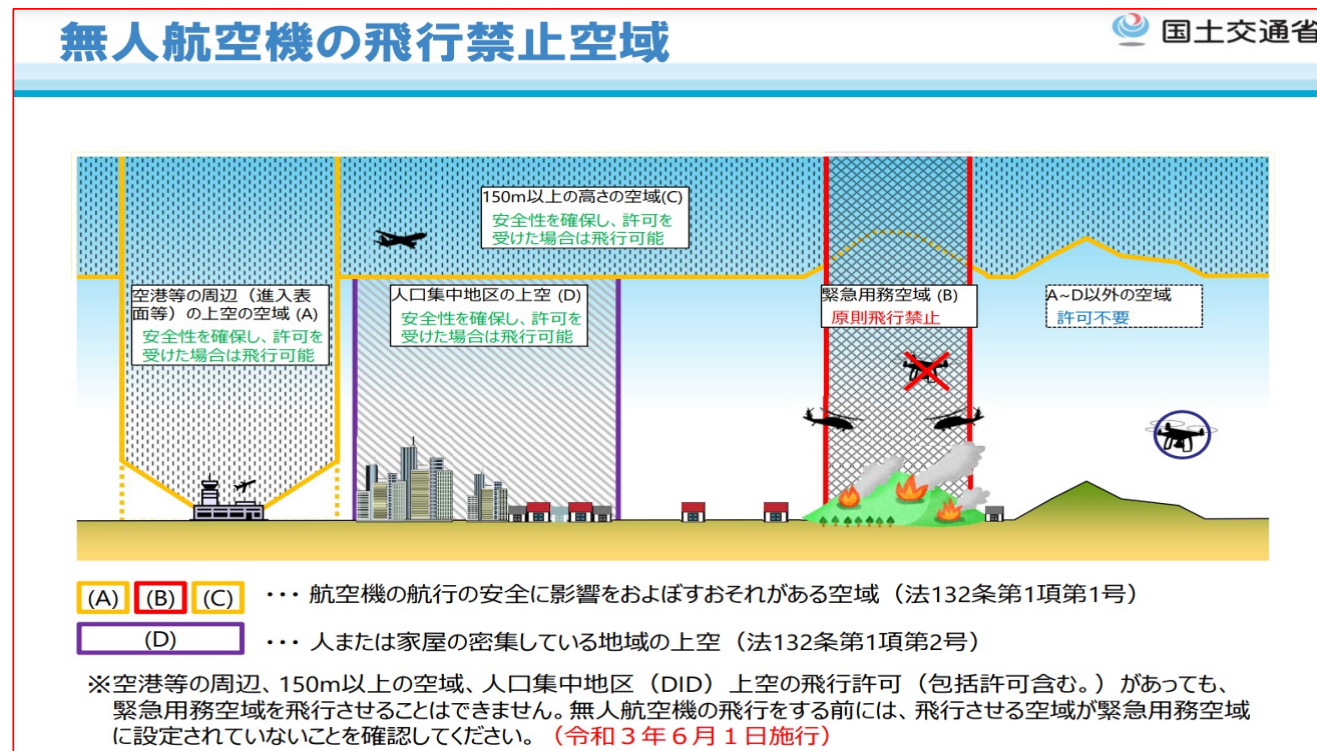 無人航空機の飛行禁止空域
国土交通省
150m以上の高さの空域(C)
安全性を確保し、許可を
受けた場合は飛行可能
空港等の周辺（進入表
面等）の上空の空域 (A)
安全性を確保し、許可を
受けた場合は飛行可能
人口集中地区の上空 (D)
安全性を確保し、許可を
受けた場合は飛行可能
緊急用務空域 (B)
原則飛行禁止
A~D以外の空域
許可不要
(A) (B) (C) ・・・ 航空機の航行の安全に影響をおよぼすおそれがある空域（法132条第1項第1号）
(D) ・・・ 人または家屋の密集している地域の上空（法132条第1項第2号）
※空港等の周辺、150m以上の空域、人口集中地区（DID）上空の飛行許可（包括許可含む。）があっても、
緊急用務空域を飛行させることはできません。無人航空機の飛行をする前には、飛行させる空域が緊急用務空域
に設定されていないことを確認してください。（令和３年６月１日施行）